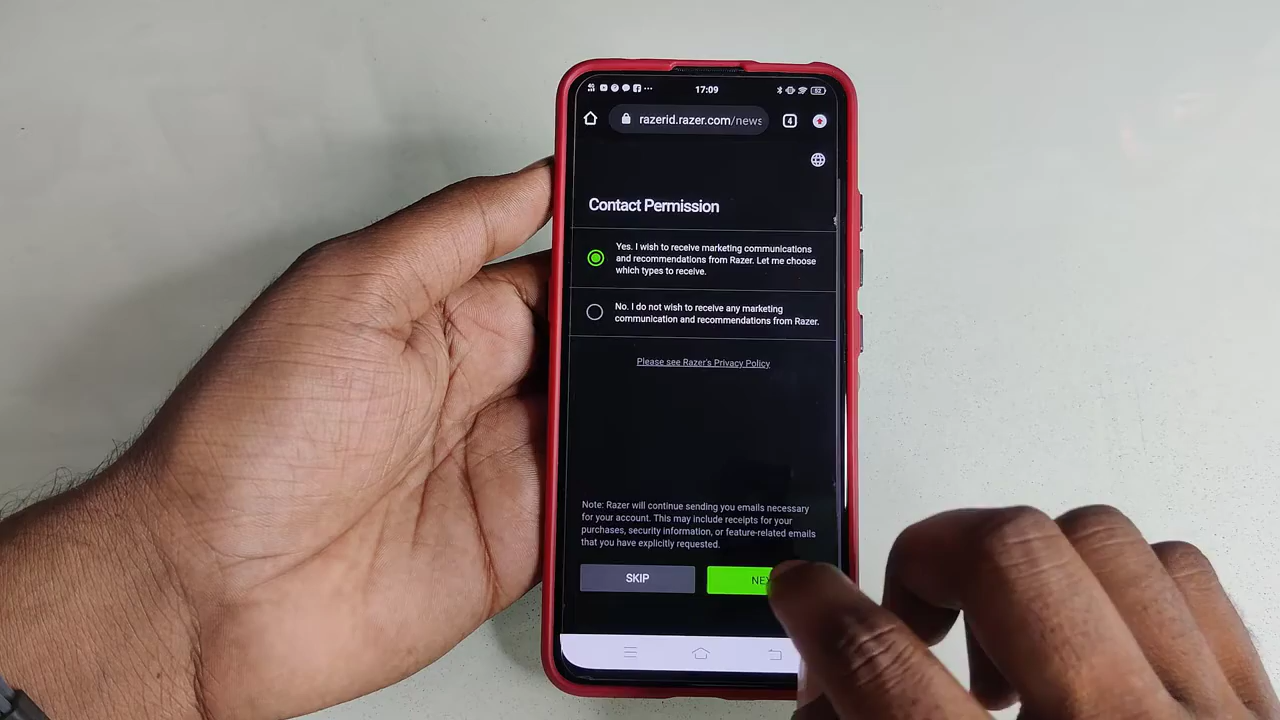 17:09
52
razerid.razer.com/news
4
Contact Permission
Yes. I wish to receive marketing communications
and recommendations from Razer. Let me choose
which types to receive.
No. I do not wish to receive any marketing
communication and recommendations from Razer.
Please see Razer's Privacy Policy
Note: Razer will continue sending you emails necessary
for your account. This may include receipts for your
purchases, security information, or feature-related emails
that you have explicitly requested.
SKIP
NEX